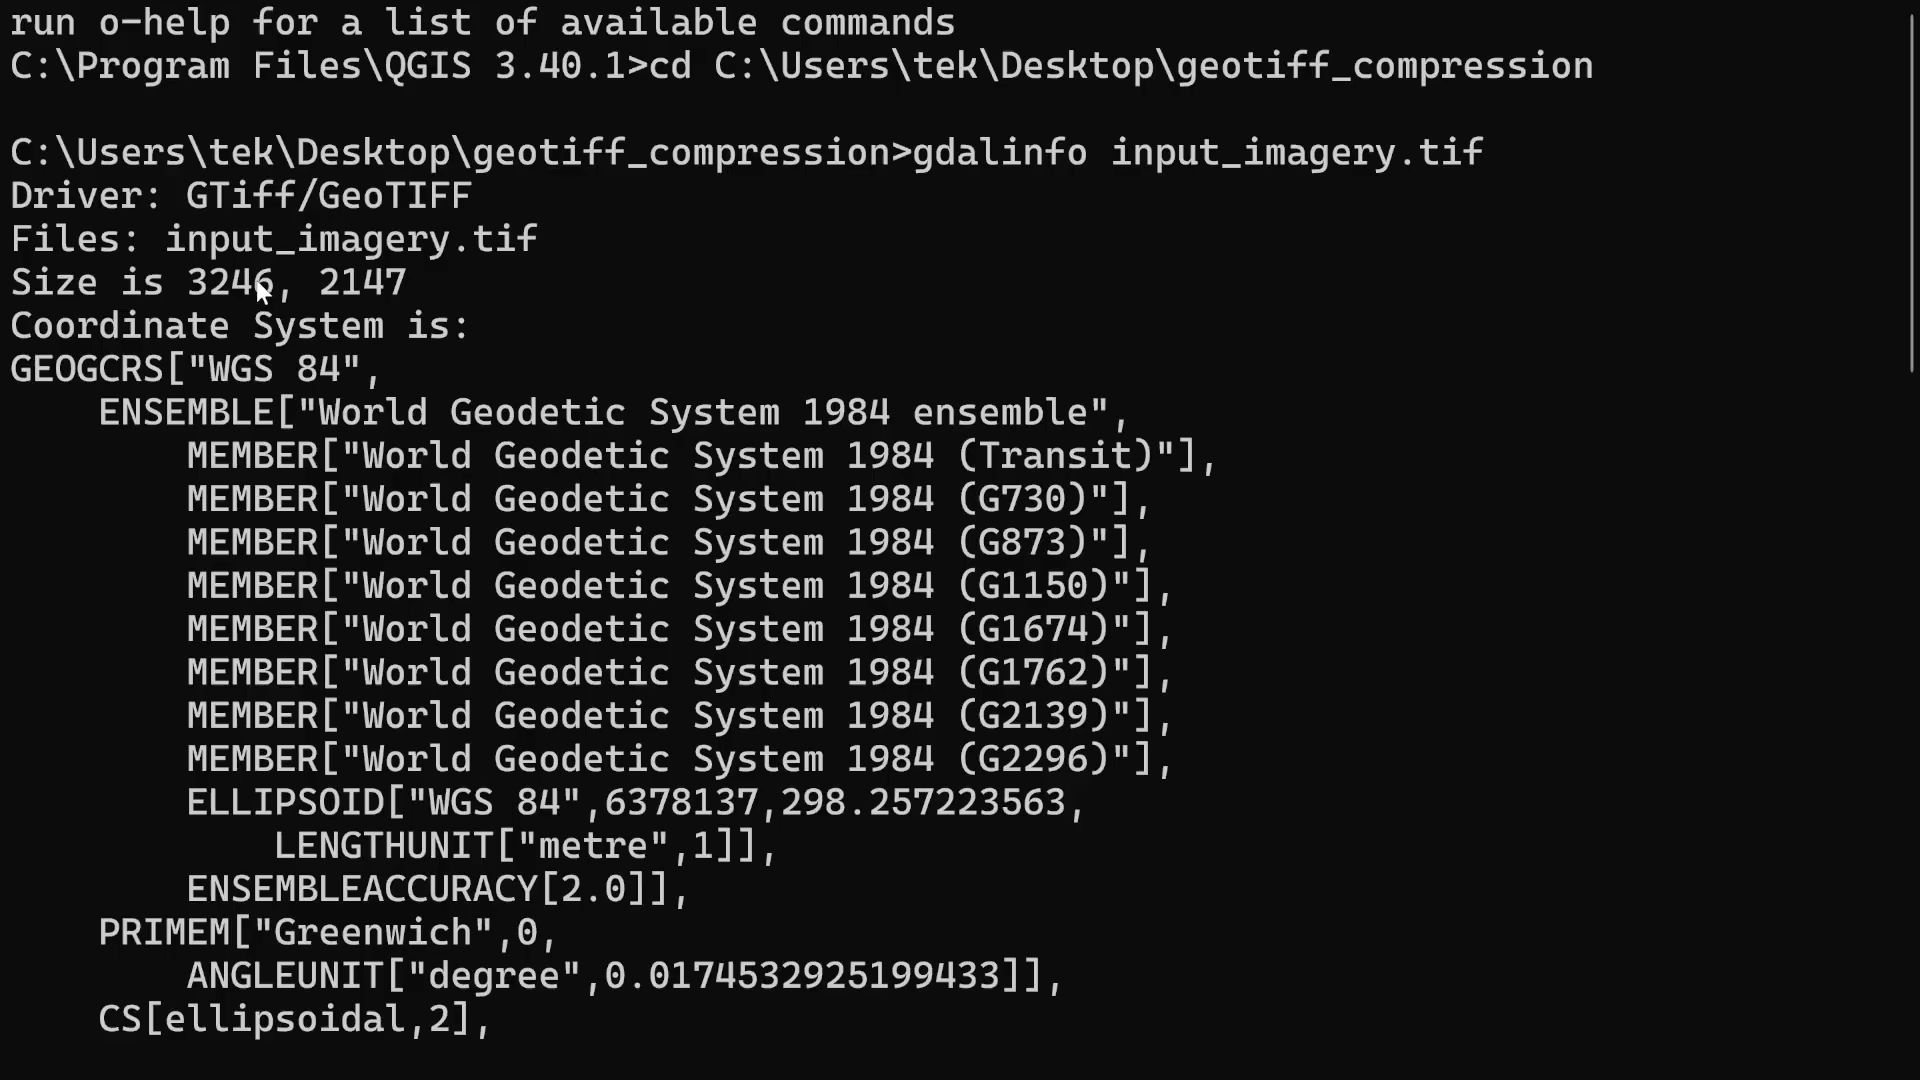 run o-help for a list of available commands
C:\Program Files\QGIS 3.40.1>cd C:\Users\tek\Desktop\geotiff_compression
C:\Users\tek\Desktop\geotiff_compression>gdalinfo input_imagery.tif
Driver: GTiff/GeoTIFF
Files: input_imagery.tif
Size is 3246, 2147
Coordinate System is:
GEOGCRS["WGS 84",
    ENSEMBLE["World Geodetic System 1984 ensemble",
        MEMBER["World Geodetic System 1984 (Transit)"],
        MEMBER["World Geodetic System 1984 (G730)"],
        MEMBER["World Geodetic System 1984 (G873)"],
        MEMBER["World Geodetic System 1984 (G1150)"],
        MEMBER["World Geodetic System 1984 (G1674)"],
        MEMBER["World Geodetic System 1984 (G1762)"],
        MEMBER["World Geodetic System 1984 (G2139)"],
        MEMBER["World Geodetic System 1984 (G2296)"],
        ELLIPSOID["WGS 84",6378137,298.257223563,
            LENGTHUNIT["metre",1]],
        ENSEMBLEACCURACY[2.0]],
    PRIMEM["Greenwich",0,
        ANGLEUNIT["degree",0.0174532925199433]],
    CS[ellipsoidal,2],